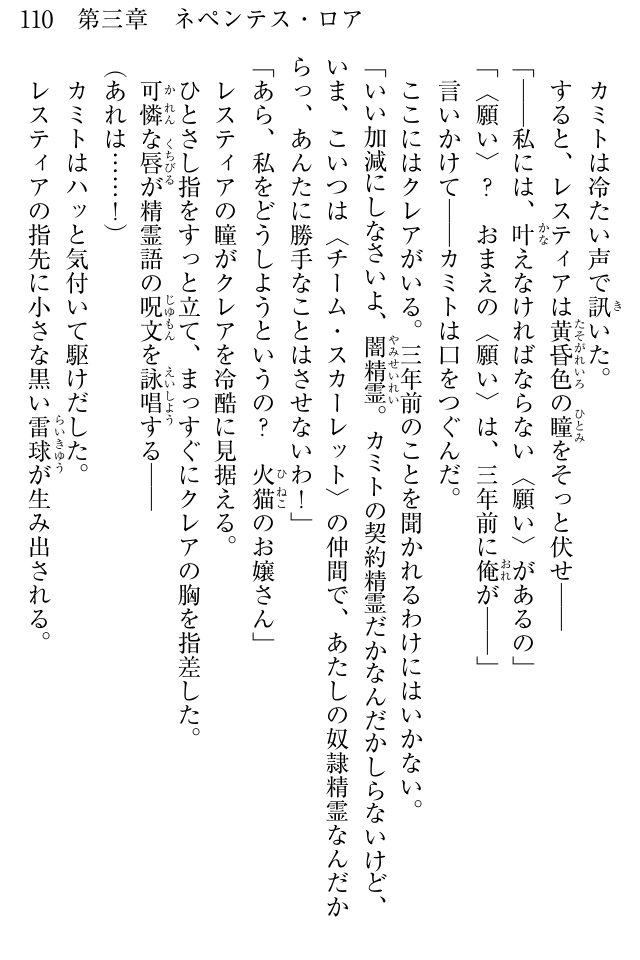 110 第三章 ネペンテス・ロア
カミトは冷たい声で訊いた。
すると、レスティアは黄昏色の瞳をそっと伏せ――
「――私には、叶えなければならない〈願い〉があるの」
「〈願い〉？ おまえの〈願い〉は、三年前に俺が――」
言いかけて――カミトは口をつぐんだ。
ここにはクレアがいる。三年前のことを聞かれるわけにはいかない。
「いい加減にしなさいよ、闇精霊。カミトの契約精霊だかなんだかしらないけど、
いま、こいつは〈チーム・スカーレット〉の仲間で、あたしの奴隷精霊なんだか
らっ、あんたに勝手なことはさせないわ！」
「あら、私をどうしようというの？ 火猫のお嬢さん」
レスティアの瞳がクレアを冷酷に見据える。
ひとさし指をすっと立て、まっすぐにクレアの胸を指差した。
可憐な唇が精霊語の呪文を詠唱する――
（あれは……！）
カミトはハッと気付いて駆けだした。
レスティアの指先に小さな黒い雷球が生み出される。